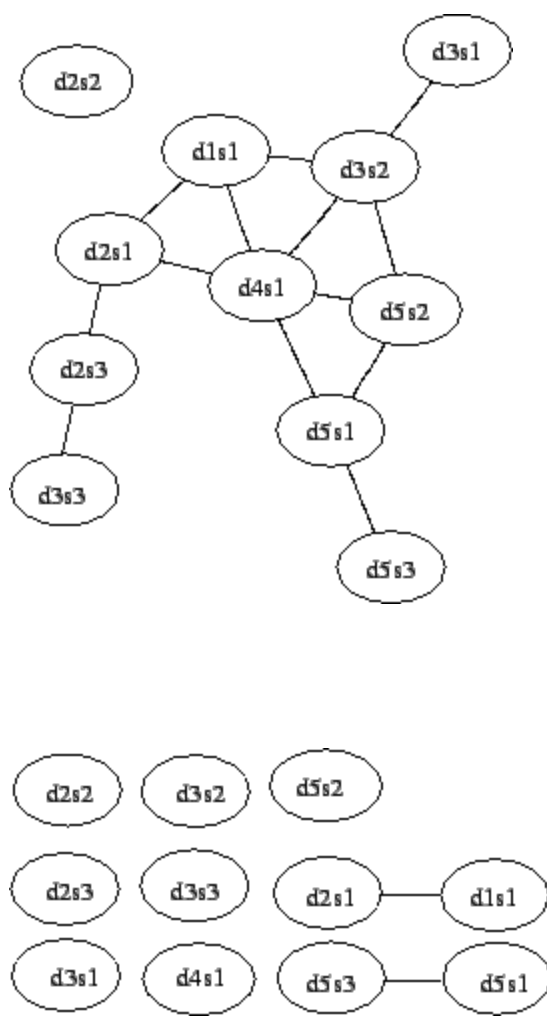 d3s1
d2s2
d1s1
d3s2
d2s1
d4s1
d5s2
d2s3
d5s1
d3s3
d5s3
d2s2 d3s2 d5s2
d2s3 d3s3 d2s1 d1s1
d3s1 d4s1 d5s3 d5s1